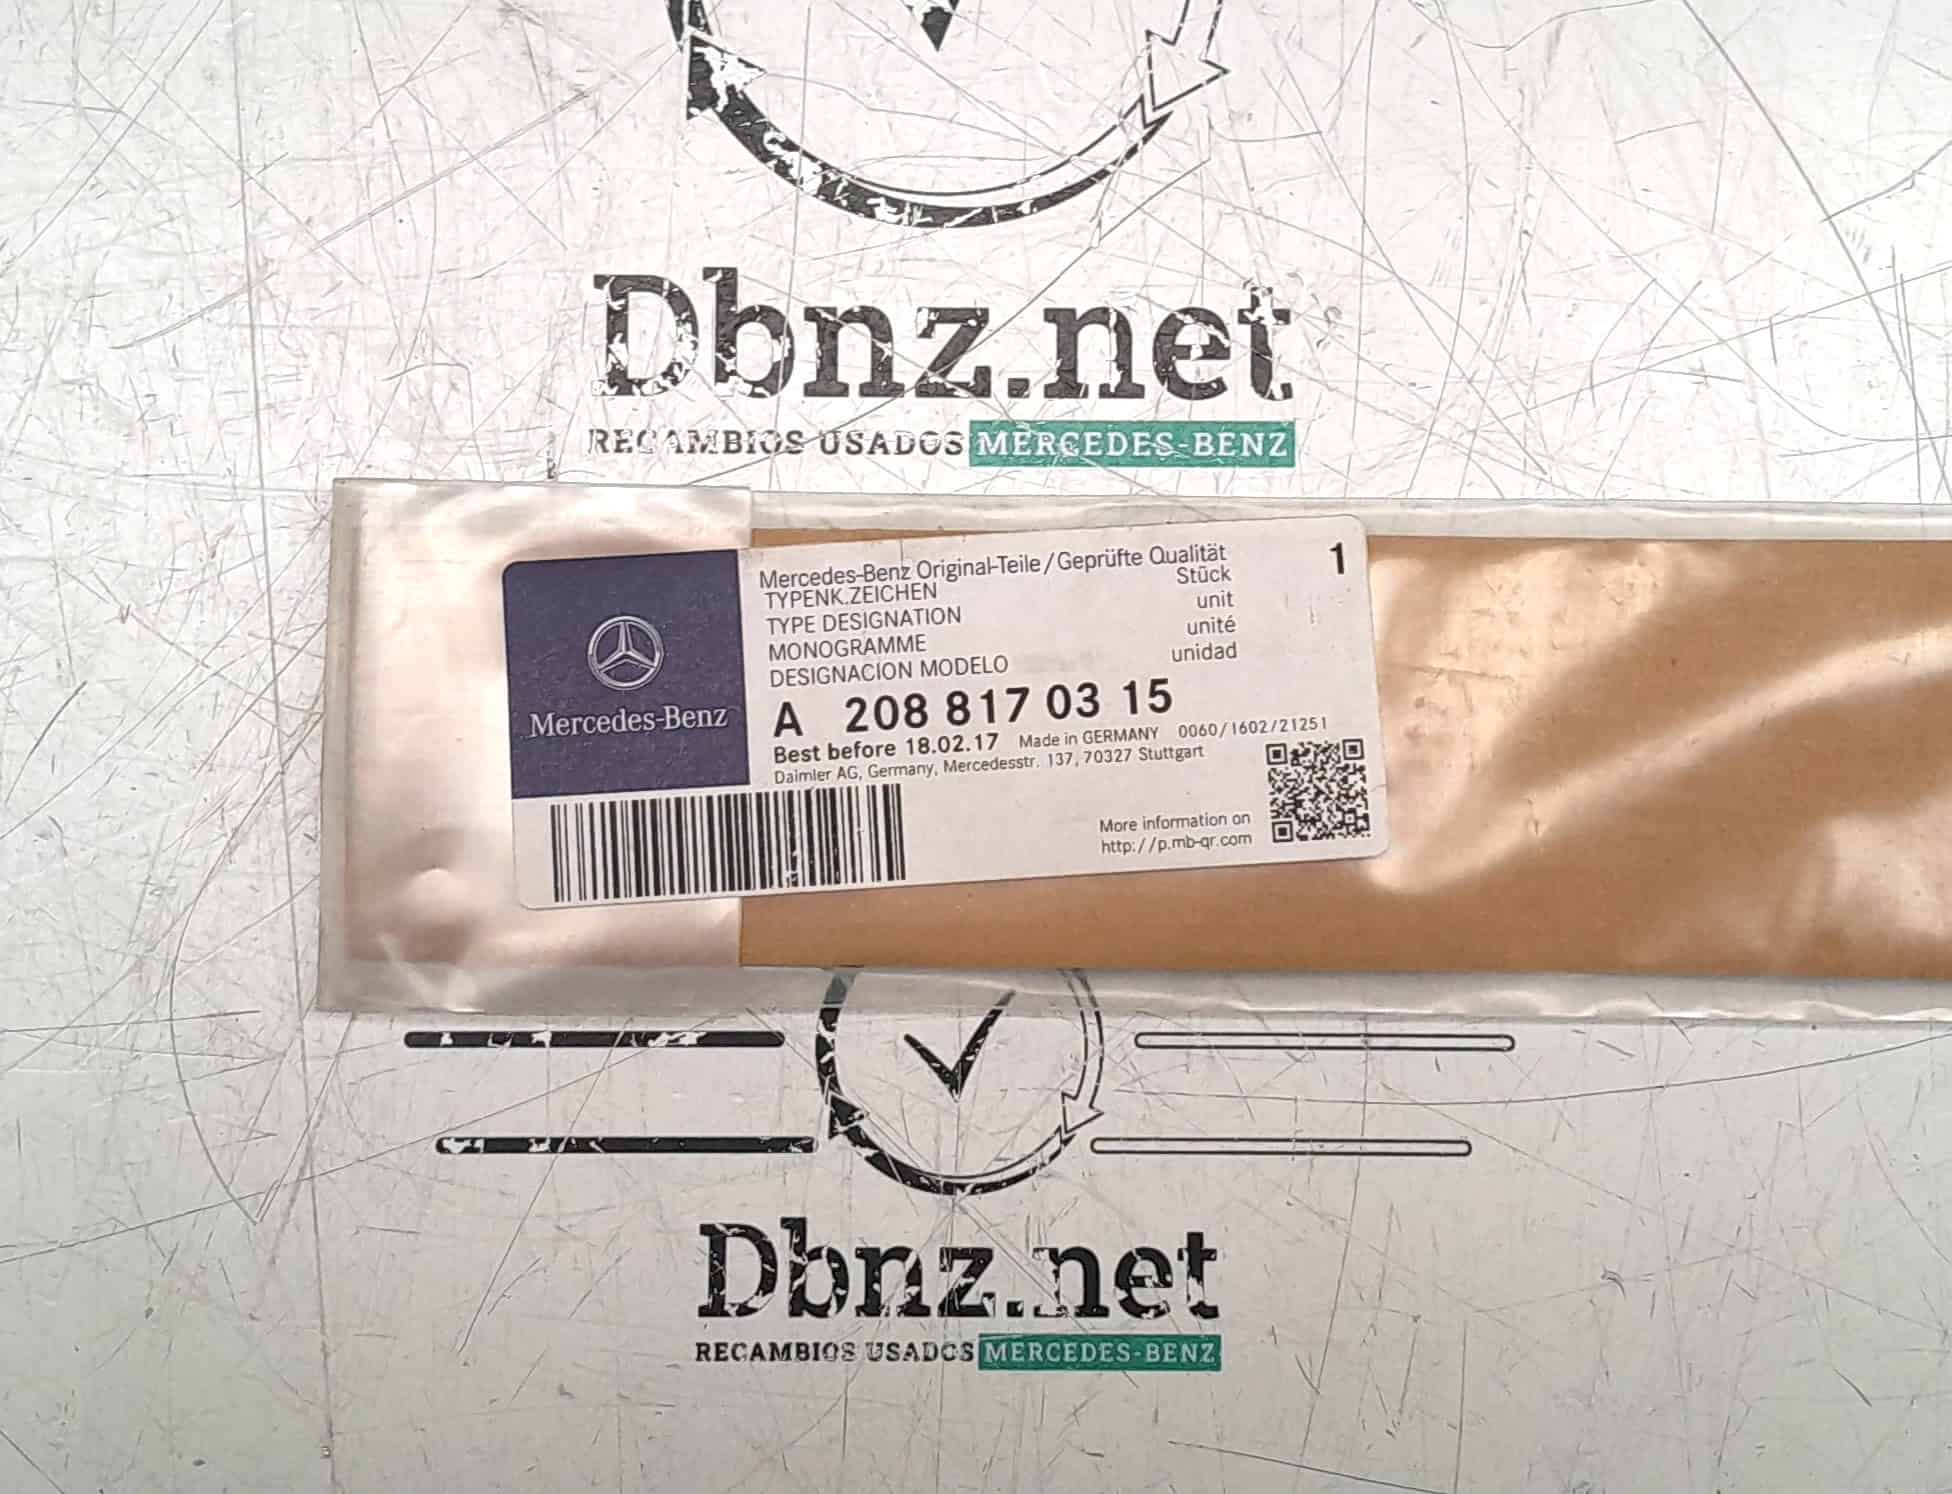 Dbnz.net
RECAMBIOS USADOS MERCEDES-BENZ
Mercedes-Benz
Mercedes-Benz Original-Teile/Geprüfte Qualität
TYPENK.ZEICHEN Stück 1
TYPE DESIGNATION unit
MONOGRAMME unité
DESIGNACION MODELO unidad
A 208 817 03 15
Best before 18.02.17 Made in GERMANY 0060/1602/21251
Daimler AG, Germany, Mercedesstr. 137, 70327 Stuttgart
More information on
http://p.mb-qr.com
Dbnz.net
RECAMBIOS USADOS MERCEDES-BENZ